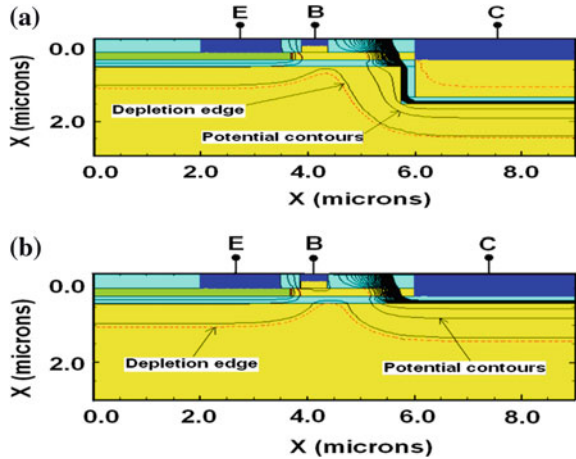 (a)
E B C
0.0
2.0
X (microns)
Depletion edge
Potential contours
0.0 2.0 4.0 6.0 8.0
X (microns)
(b)
E B C
0.0
2.0
X (microns)
Depletion edge
Potential contours
0.0 2.0 4.0 6.0 8.0
X (microns)